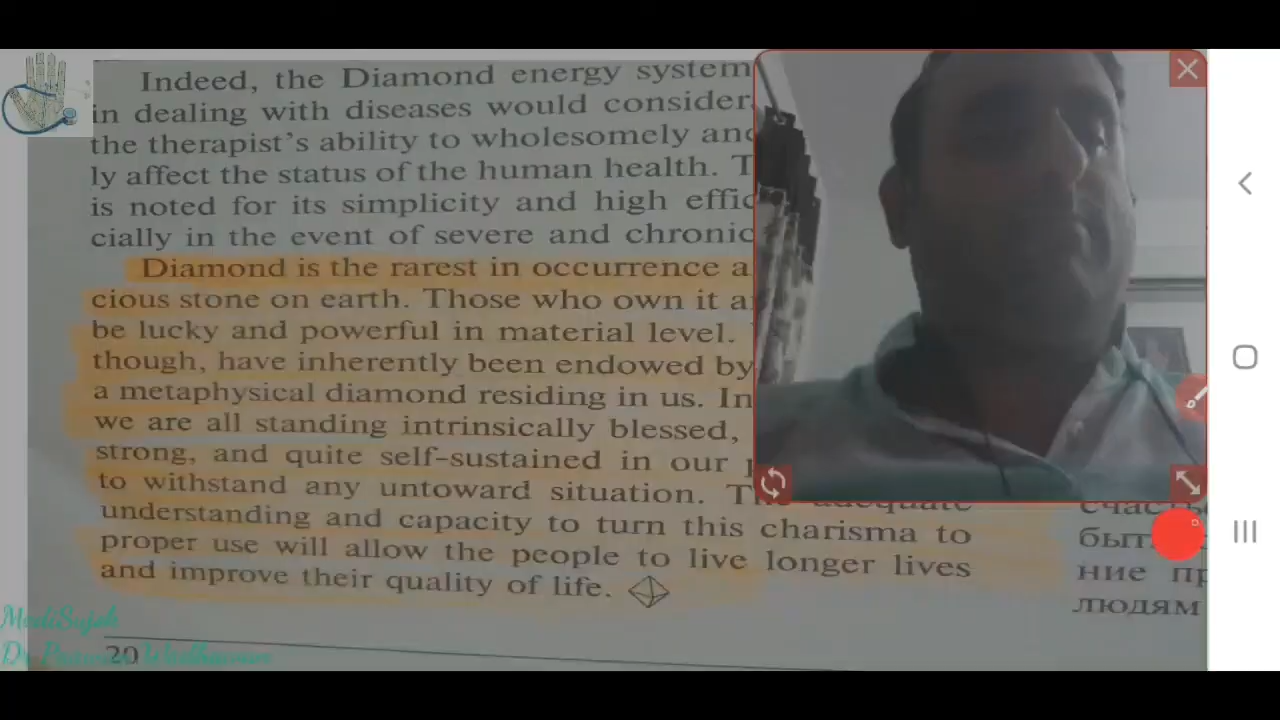 Indeed, the Diamond energy system
in dealing with diseases would consider
the therapist's ability to wholesomely and
ly affect the status of the human health. T
is noted for its simplicity and high effic
cially in the event of severe and chronic
Diamond is the rarest in occurrence a
cious stone on earth. Those who own it a
be lucky and powerful in material level.
though, have inherently been endowed by
a metaphysical diamond residing in us. In
we are all standing intrinsically blessed,
strong, and quite self-sustained in our
to withstand any untoward situation. adequate
understanding and capacity to turn this charisma to
proper use will allow the people to live longer lives
and improve their quality of life.
20
ние пр
людям
MediSujok
Dr